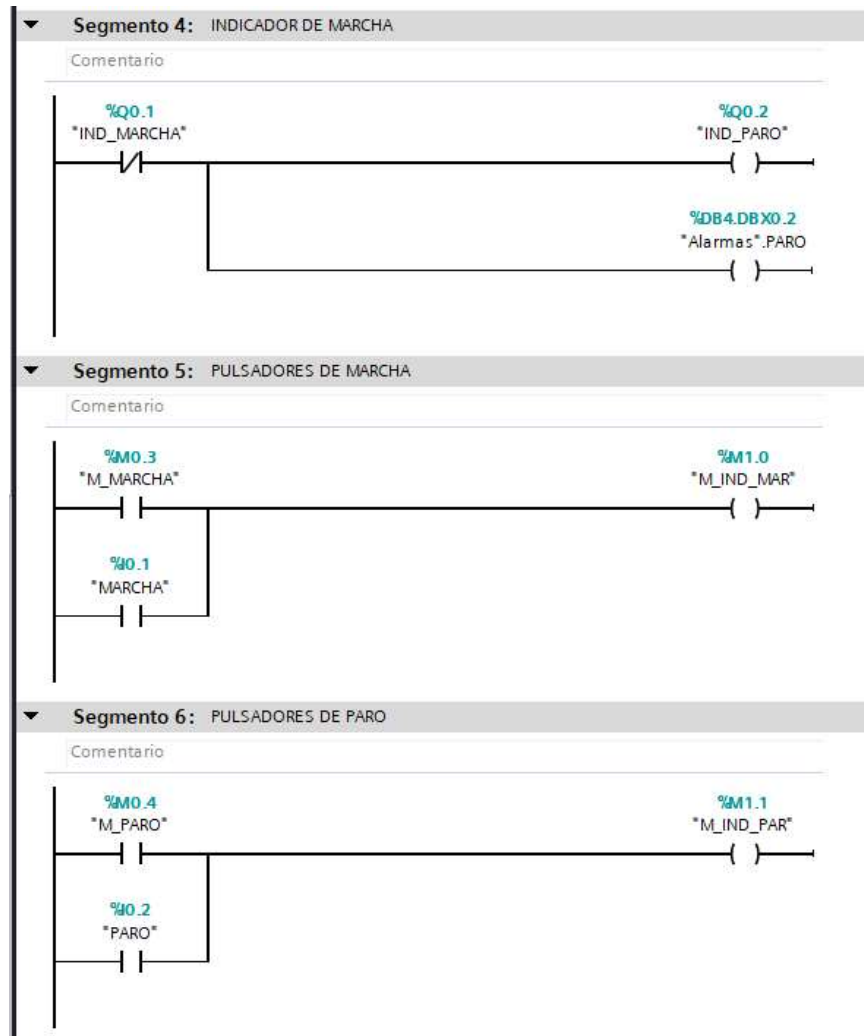 Segmento 4: INDICADOR DE MARCHA
Comentario
%Q0.1 %Q0.2
"IND_MARCHA" "IND_PARO"
%DB4.DBX0.2
"Alarmas".PARO
Segmento 5: PULSADORES DE MARCHA
Comentario
%M0.3 %M1.0
"M_MARCHA" "M_IND_MAR"
%I0.1
"MARCHA"
Segmento 6: PULSADORES DE PARO
Comentario
%M0.4 %M1.1
"M_PARO" "M_IND_PAR"
%I0.2
"PARO"